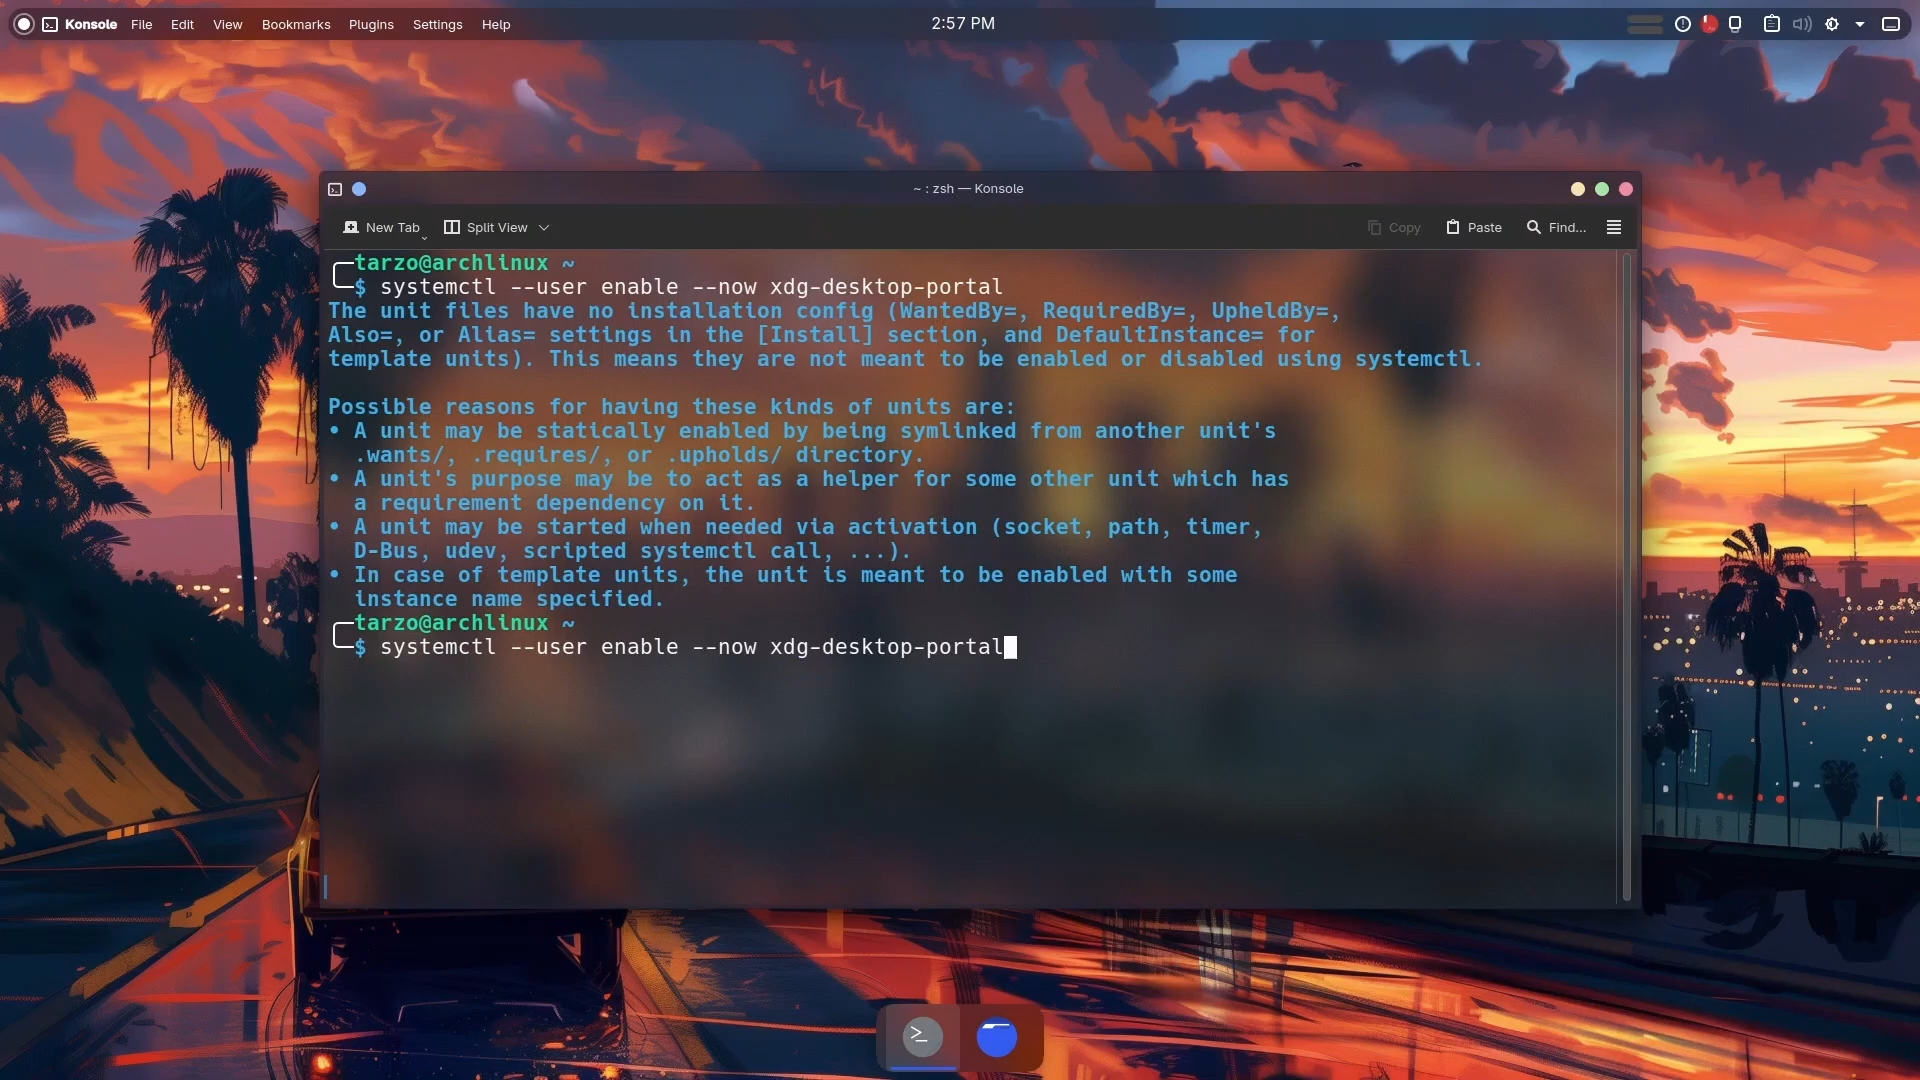 Konsole File Edit View Bookmarks Plugins Settings Help 2:57 PM
~ : zsh — Konsole
New Tab Split View Copy Paste Find...
tarzo@archlinux ~
$ systemctl --user enable --now xdg-desktop-portal
The unit files have no installation config (WantedBy=, RequiredBy=, UpheldBy=,
Also=, or Alias= settings in the [Install] section, and DefaultInstance= for
template units). This means they are not meant to be enabled or disabled using systemctl.
Possible reasons for having these kinds of units are:
• A unit may be statically enabled by being symlinked from another unit's
.wants/, .requires/, or .upholds/ directory.
• A unit's purpose may be to act as a helper for some other unit which has
a requirement dependency on it.
• A unit may be started when needed via activation (socket, path, timer,
D-Bus, udev, scripted systemctl call, ...).
• In case of template units, the unit is meant to be enabled with some
instance name specified.
tarzo@archlinux ~
$ systemctl --user enable --now xdg-desktop-portal